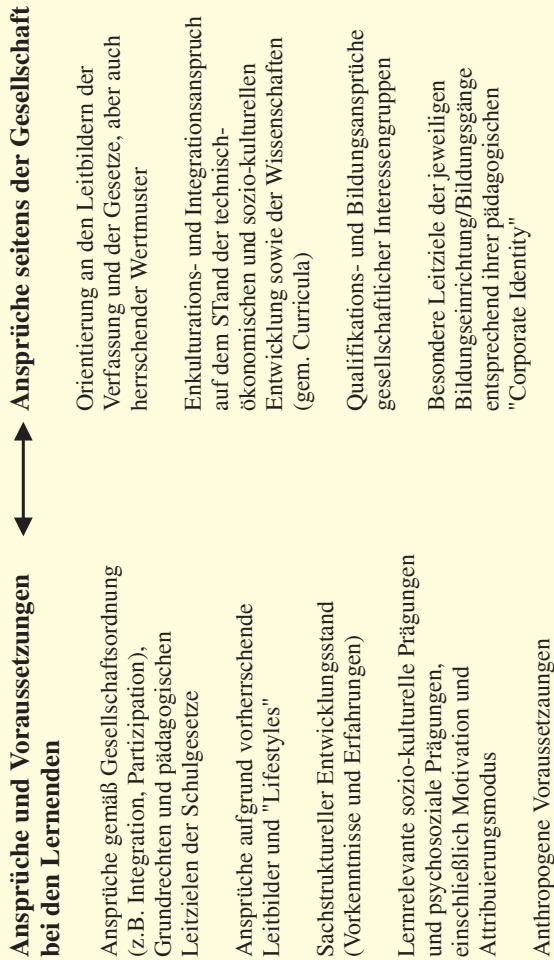 Ansprüche und Voraussetzungen
bei den Lernenden
Ansprüche gemäß Gesellschaftsordnung
(z.B. Integration, Partizipation),
Grundrechten und pädagogischen
Leitzielen der Schulgesetze
Ansprüche aufgrund vorherrschende
Leitbilder und "Lifestyles"
Sachstruktureller Entwicklungsstand
(Vorkenntnisse und Erfahrungen)
Lernrelevante sozio-kulturelle Prägungen
und psychosoziale Prägungen,
einschließlich Motivation und
Attribuierungsmodus
Anthropogene Voraussetzaungen
Ansprüche seitens der Gesellschaft
Orientierung an den Leitbildern der
Verfassung und der Gesetze, aber auch
herrschender Wertmuster
Enkulturations- und Integrationsanspruch
auf dem STand der technisch-
ökonomischen und sozio-kulturellen
Entwicklung sowie der Wissenschaften
(gem. Curricula)
Qualifikations- und Bildungsansprüche
gesellschaftlicher Interessengruppen
Besondere Leitziele der jeweiligen
Bildungseinrichtung/Bildungsgänge
entsprechend ihrer pädagogischen
"Corporate Identity"